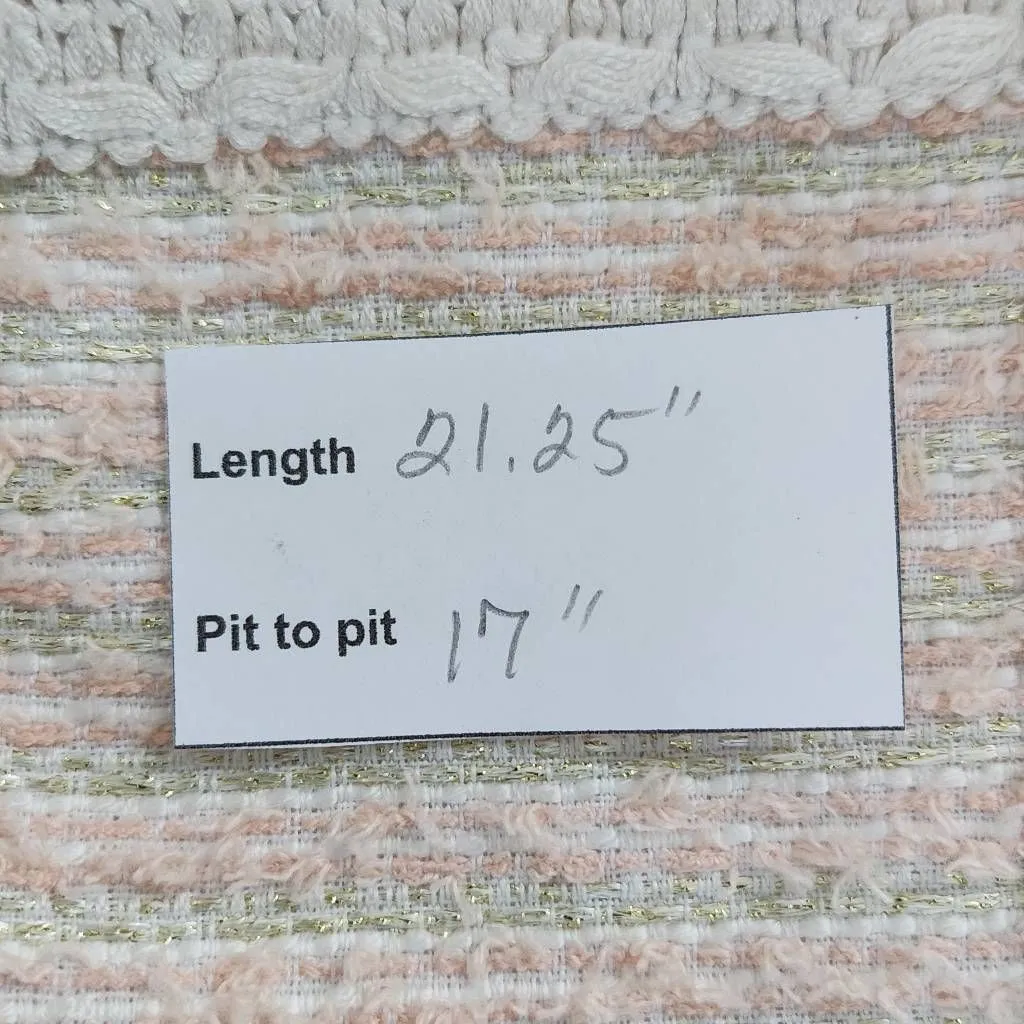 Length 21.25"
Pit to pit 17"